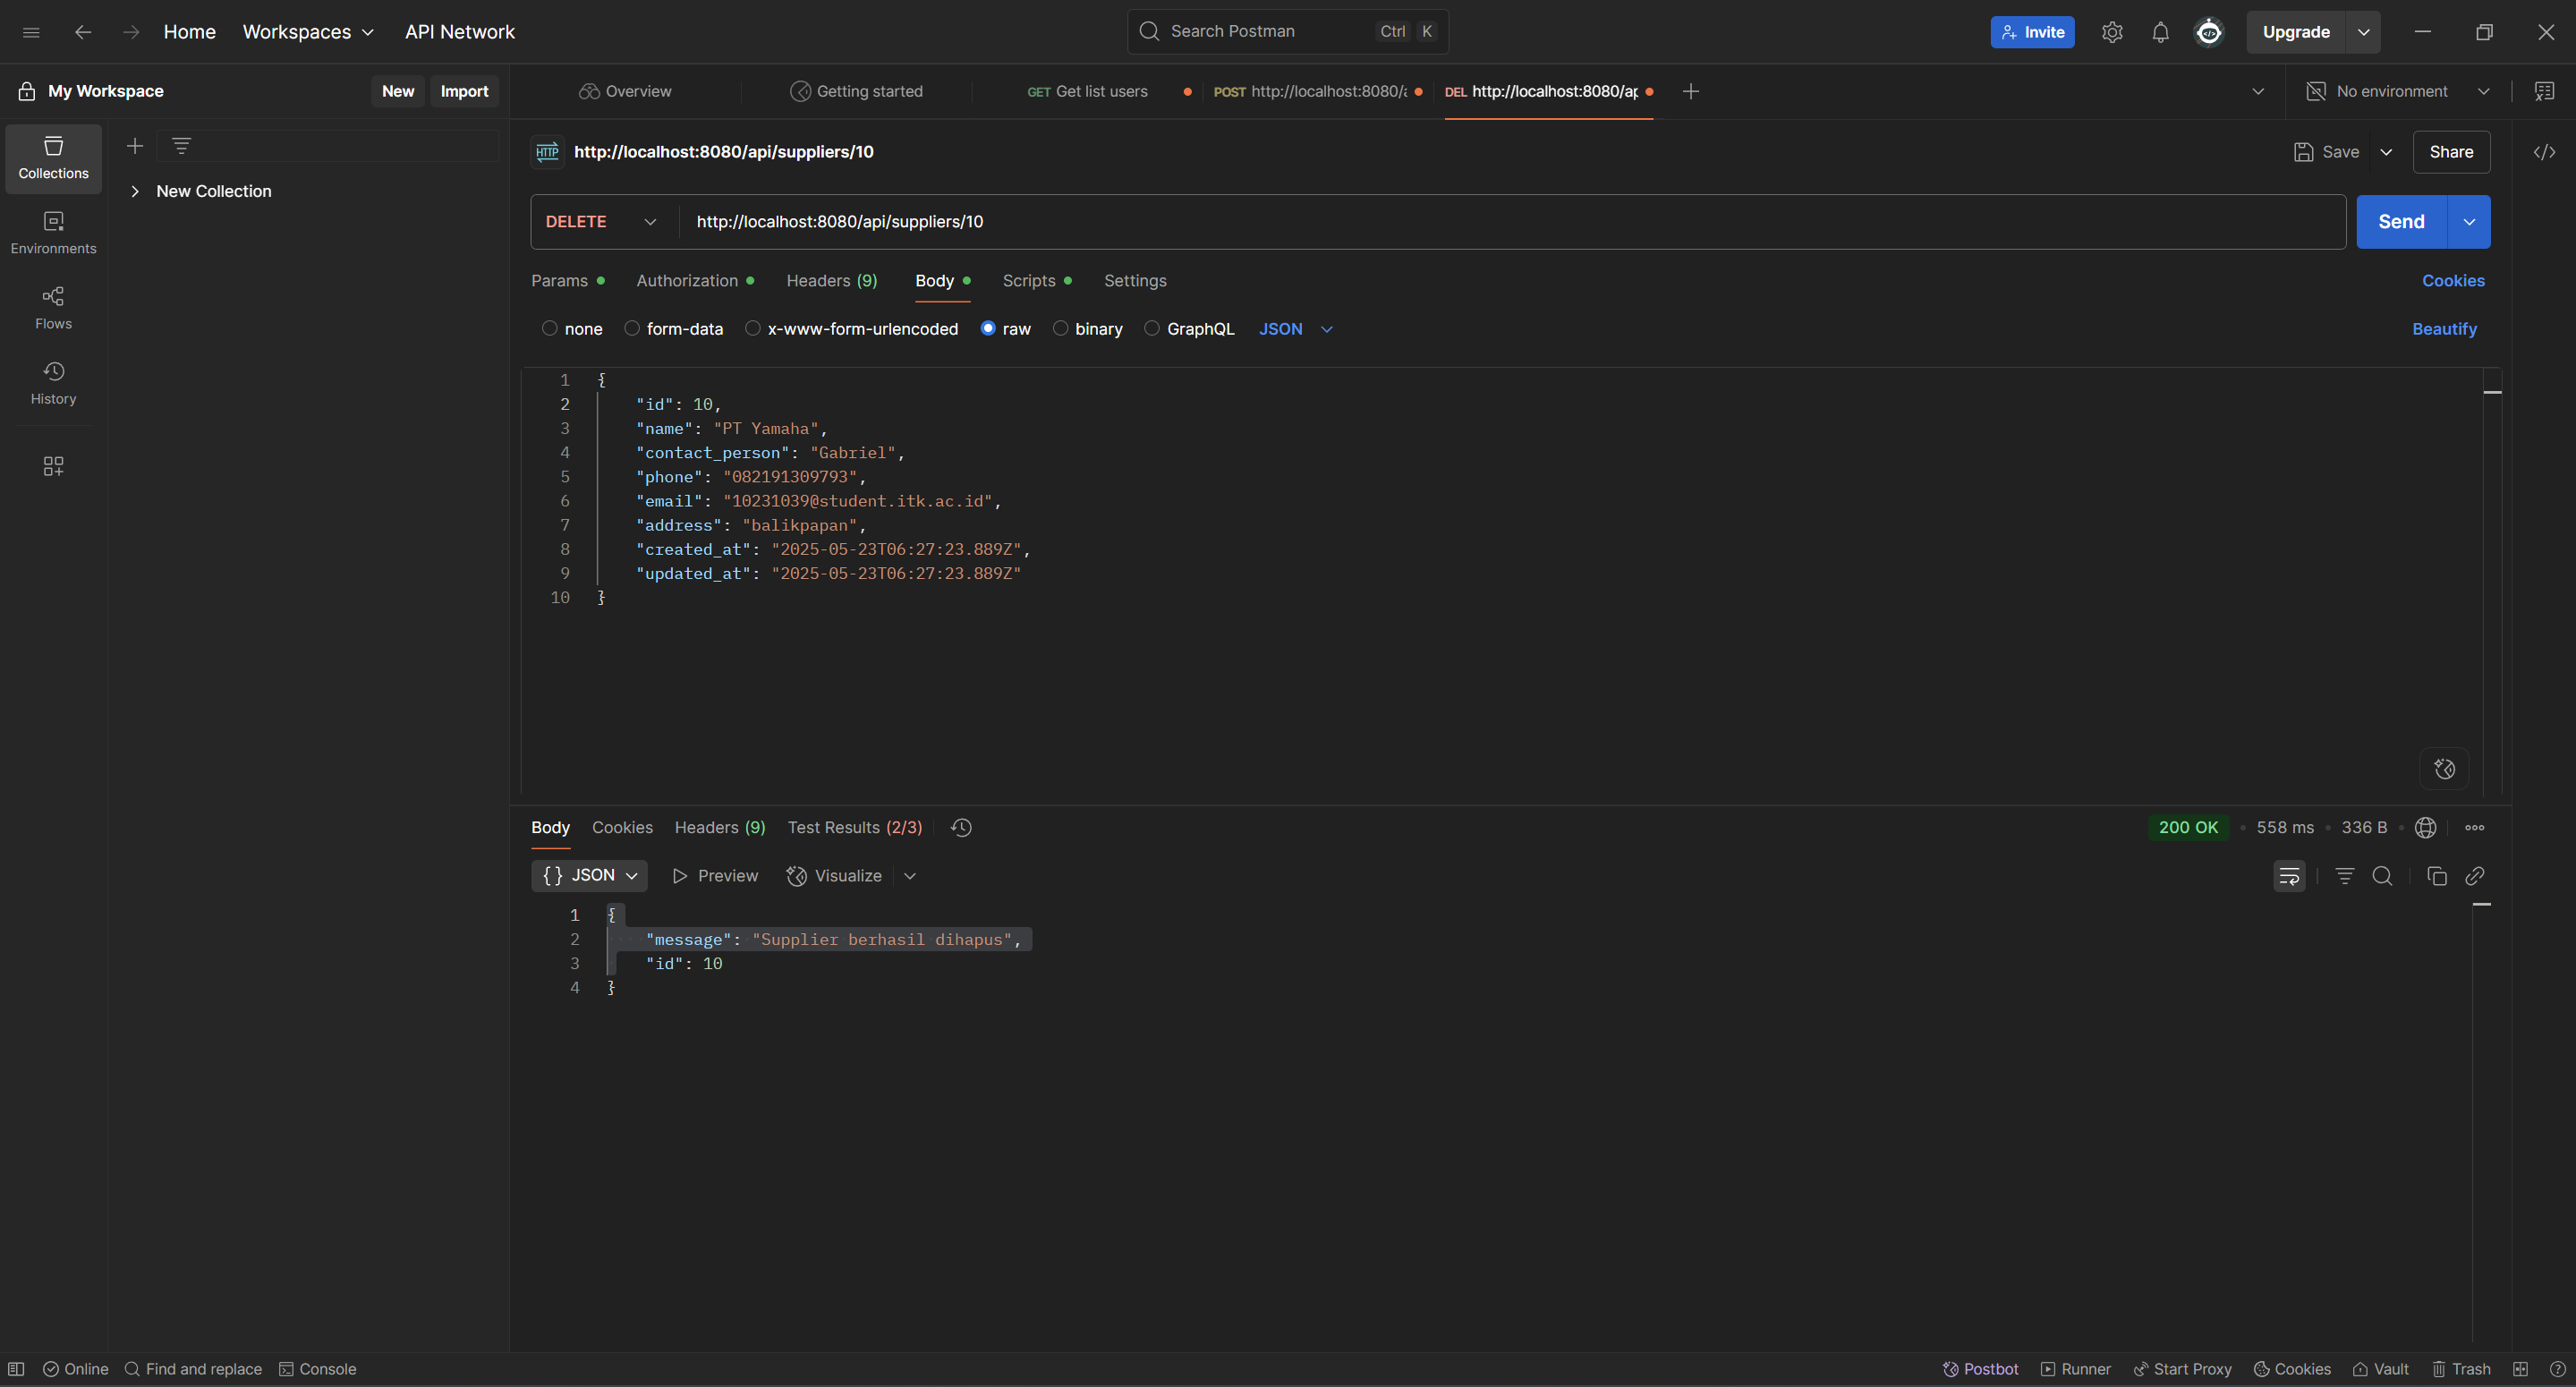 Home Workspaces API Network Search Postman Ctrl K Invite Upgrade
My Workspace New Import Overview Getting started GET Get list users POST http://localhost:8080/a DEL http://localhost:8080/ap No environment
Collections
Environments
Flows
History
New Collection
HTTP http://localhost:8080/api/suppliers/10 Save Share
DELETE http://localhost:8080/api/suppliers/10 Send
Params Authorization Headers (9) Body Scripts Settings Cookies
none form-data x-www-form-urlencoded raw binary GraphQL JSON Beautify
1 {
2 "id": 10,
3 "name": "PT Yamaha",
4 "contact_person": "Gabriel",
5 "phone": "082191309793",
6 "email": "10231039@student.itk.ac.id",
7 "address": "balikpapan",
8 "created_at": "2025-05-23T06:27:23.889Z",
9 "updated_at": "2025-05-23T06:27:23.889Z"
10 }
Body Cookies Headers (9) Test Results (2/3) 200 OK 558 ms 336 B
{} JSON Preview Visualize
1 {
2 "message": "Supplier berhasil dihapus",
3 "id": 10
4 }
Online Find and replace Console Postbot Runner Start Proxy Cookies Vault Trash